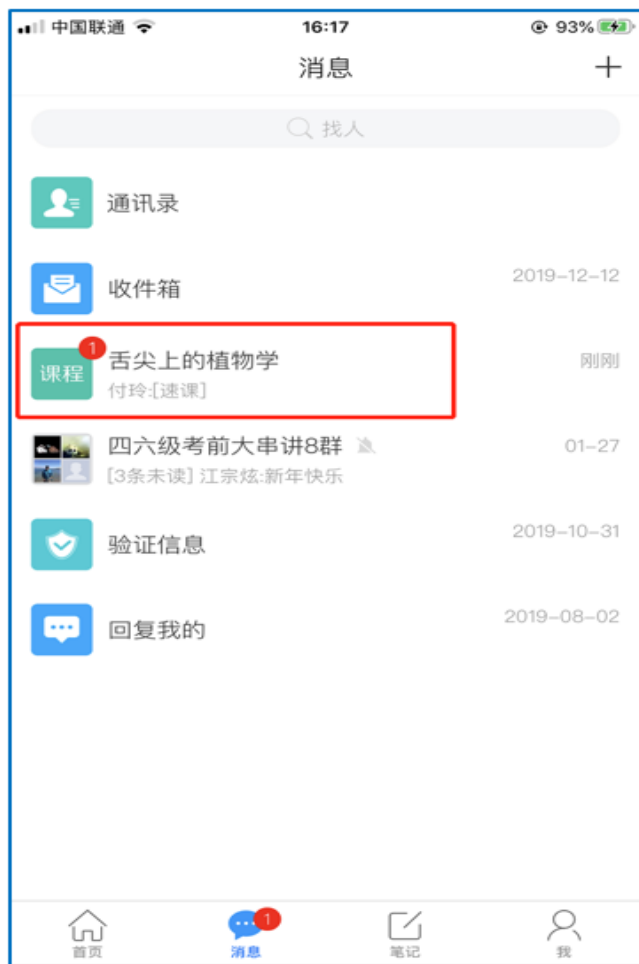 中国联通 16:17 93%
消息
找人
通讯录
收件箱 2019-12-12
课程 1 舌尖上的植物学 刚刚
付玲:[速课]
四六级考前大串讲8群 01-27
[3条未读] 江宗炫:新年快乐
验证信息 2019-10-31
回复我的 2019-08-02
1
首页 消息 笔记 我